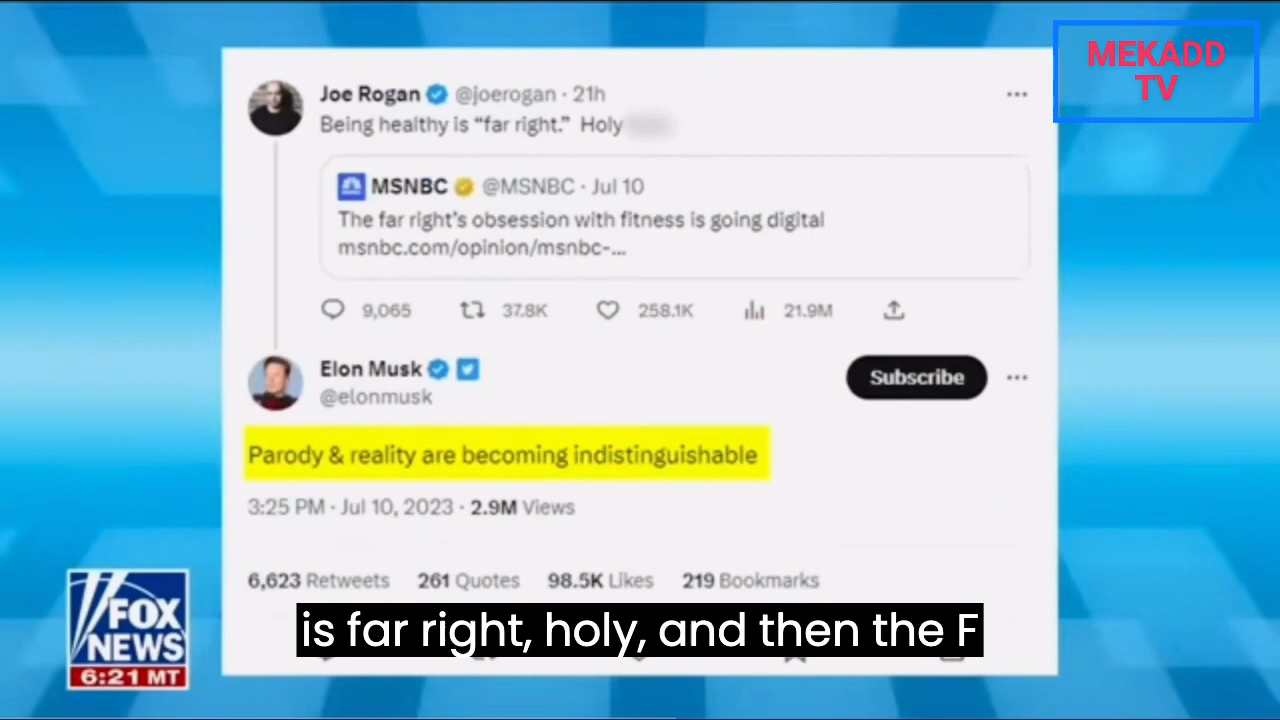 MEKADD
TV
Joe Rogan @joerogan · 21h
Being healthy is “far right.” Holy
MSNBC @MSNBC · Jul 10
The far right’s obsession with fitness is going digital
msnbc.com/opinion/msnbc-...
9,065 37.8K 258.1K 21.9M
Elon Musk
@elonmusk
Subscribe
Parody & reality are becoming indistinguishable
3:25 PM · Jul 10, 2023 · 2.9M Views
6,623 Retweets 261 Quotes 98.5K Likes 219 Bookmarks
is far right, holy, and then the F
FOX
NEWS
6:21 MT